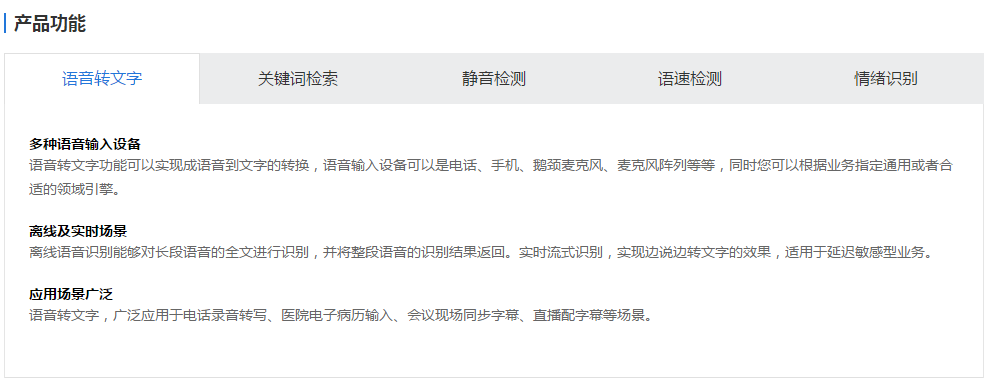 产品功能
语音转文字
关键词检索
静音检测
语速检测
情绪识别
多种语音输入设备
语音转文字功能可以实现成语音到文字的转换，语音输入设备可以是电话、手机、鹅颈麦克风、麦克风阵列等等，同时您可以根据业务指定通用或者合
适的领域引擎。
离线及实时场景
离线语音识别能够对长段语音的全文进行识别，并将整段语音的识别结果返回。实时流式识别，实现边说边转文字的效果，适用于延迟敏感型业务。
应用场景广泛
语音转文字，广泛应用于电话录音转写、医院电子病历输入、会议现场同步字幕、直播配字幕等场景。